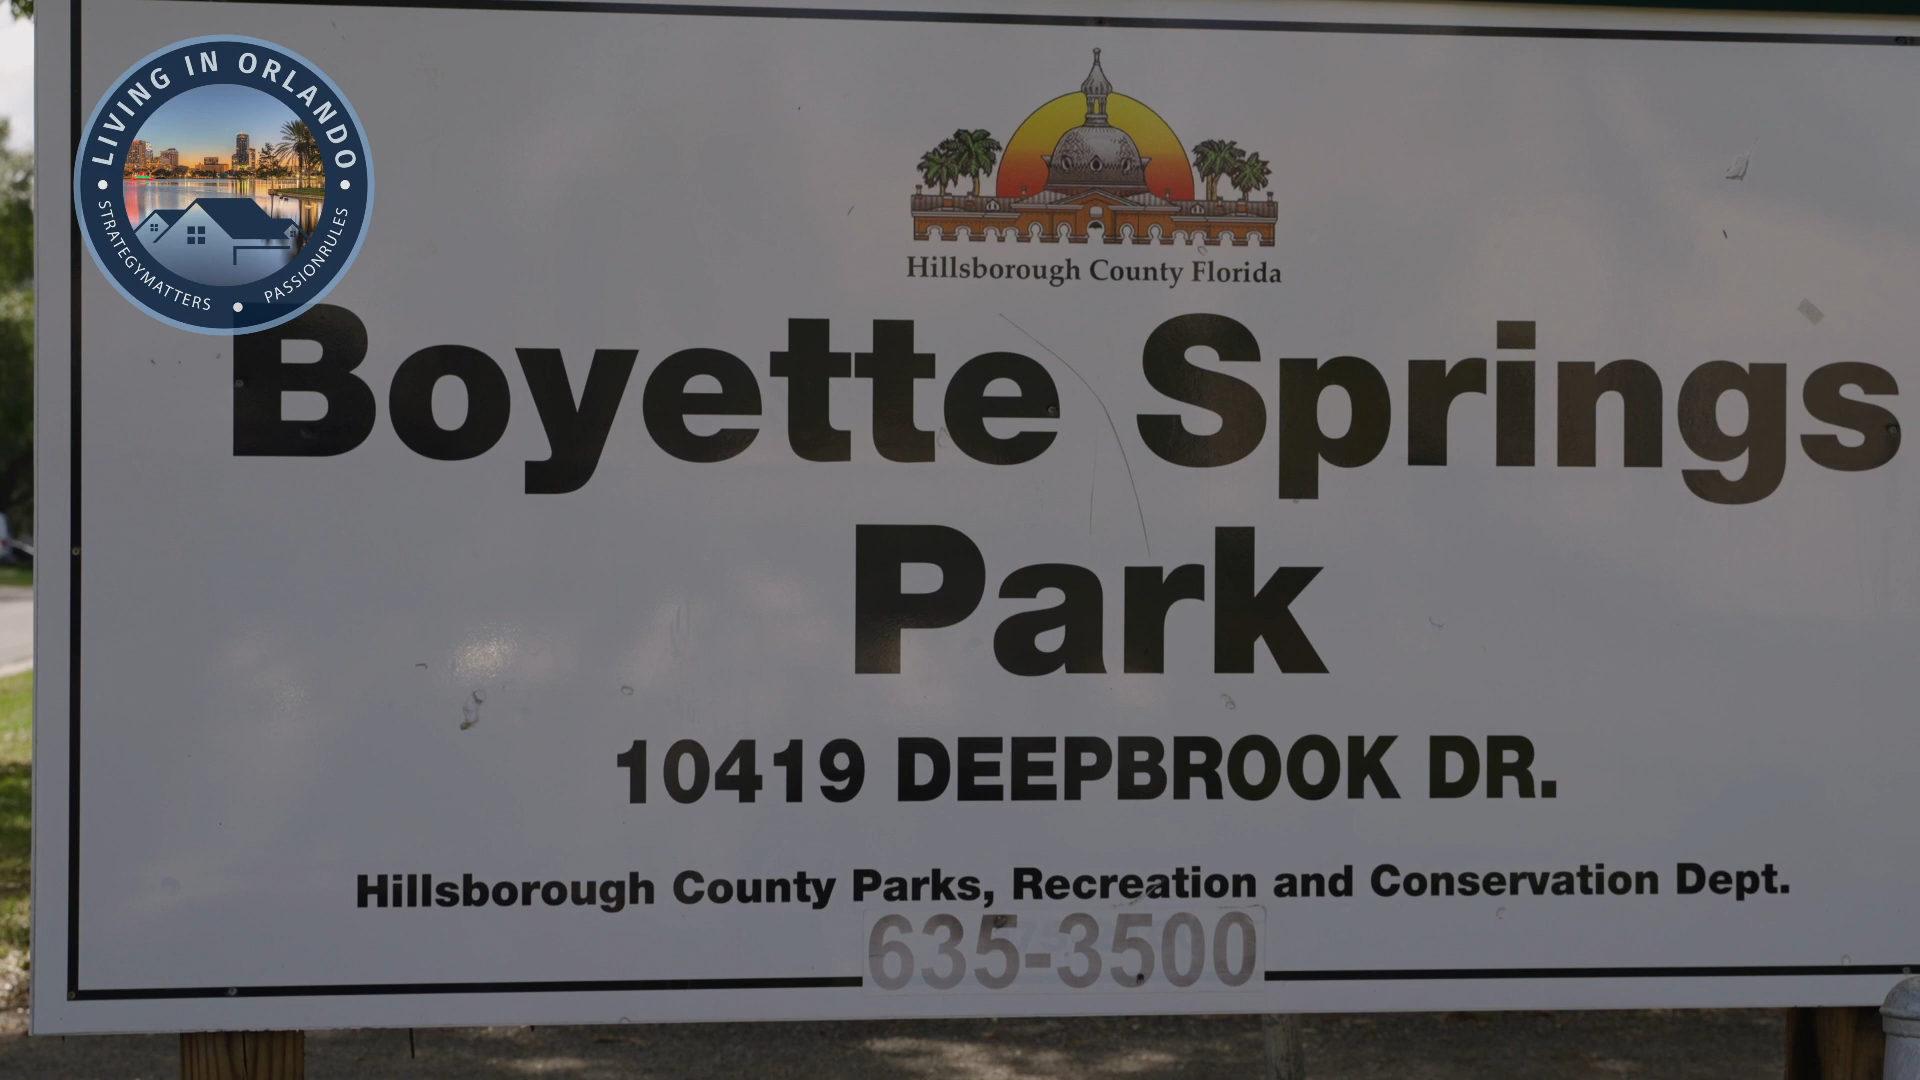 LIVING IN ORLANDO
STRATEGYMATTERS • PASSIONRULES
Hillsborough County Florida
Boyette Springs
Park
10419 DEEPBROOK DR.
Hillsborough County Parks, Recreation and Conservation Dept.
635-3500